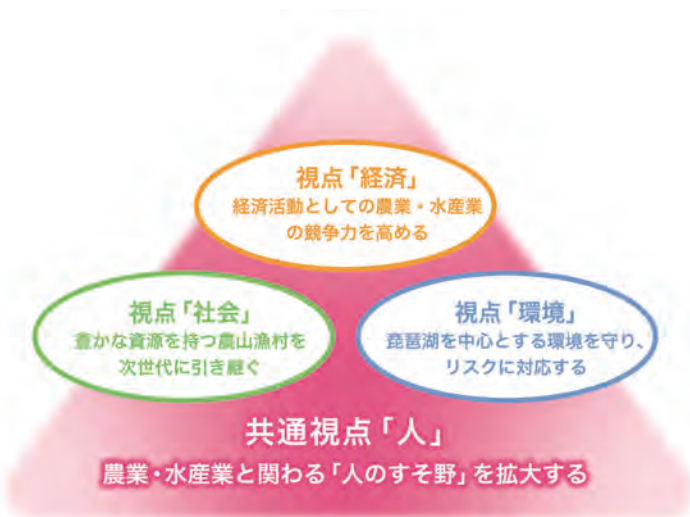 視点「経済」
経済活動としての農業・水産業
の競争力を高める
視点「社会」
豊かな資源を持つ農山漁村を
次世代に引き継ぐ
視点「環境」
琵琶湖を中心とする環境を守り、
リスクに対応する
共通視点「人」
農業・水産業と関わる「人のすそ野」を拡大する